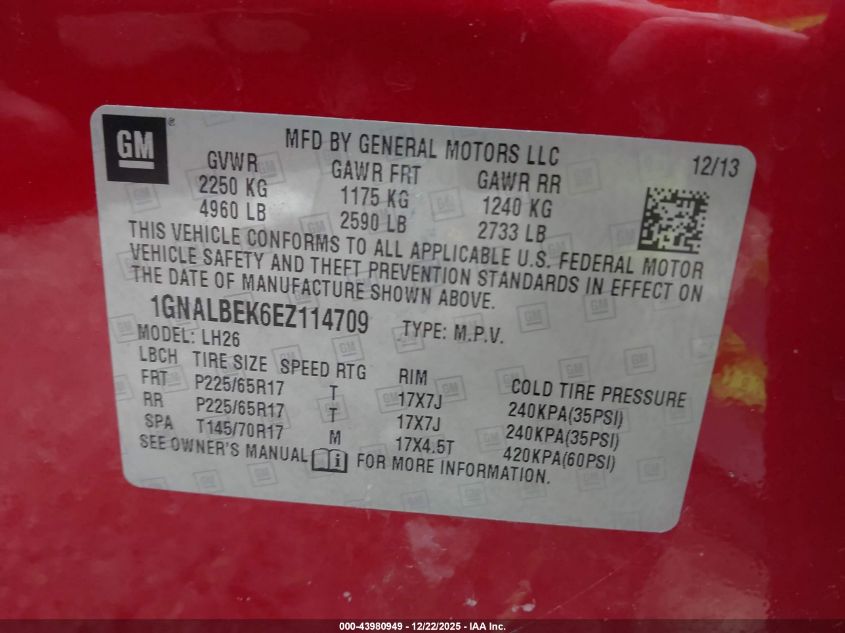 GM ®
MFD BY GENERAL MOTORS LLC
12/13
GVWR GAWR FRT GAWR RR
2250 KG 1175 KG 1240 KG
4960 LB 2590 LB 2733 LB
THIS VEHICLE CONFORMS TO ALL APPLICABLE U.S. FEDERAL MOTOR
VEHICLE SAFETY AND THEFT PREVENTION STANDARDS IN EFFECT ON
THE DATE OF MANUFACTURE SHOWN ABOVE.
1GNALBEK6EZ114709 TYPE: M.P.V.
MODEL: LH26
LBCH TIRE SIZE SPEED RTG RIM COLD TIRE PRESSURE
FRT P225/65R17 T 17X7J 240KPA(35PSI)
RR P225/65R17 T 17X7J 240KPA(35PSI)
SPA T145/70R17 M 17X4.5T 420KPA(60PSI)
SEE OWNER'S MANUAL i FOR MORE INFORMATION.
000-43980949 - 12/22/2025 - IAA Inc.